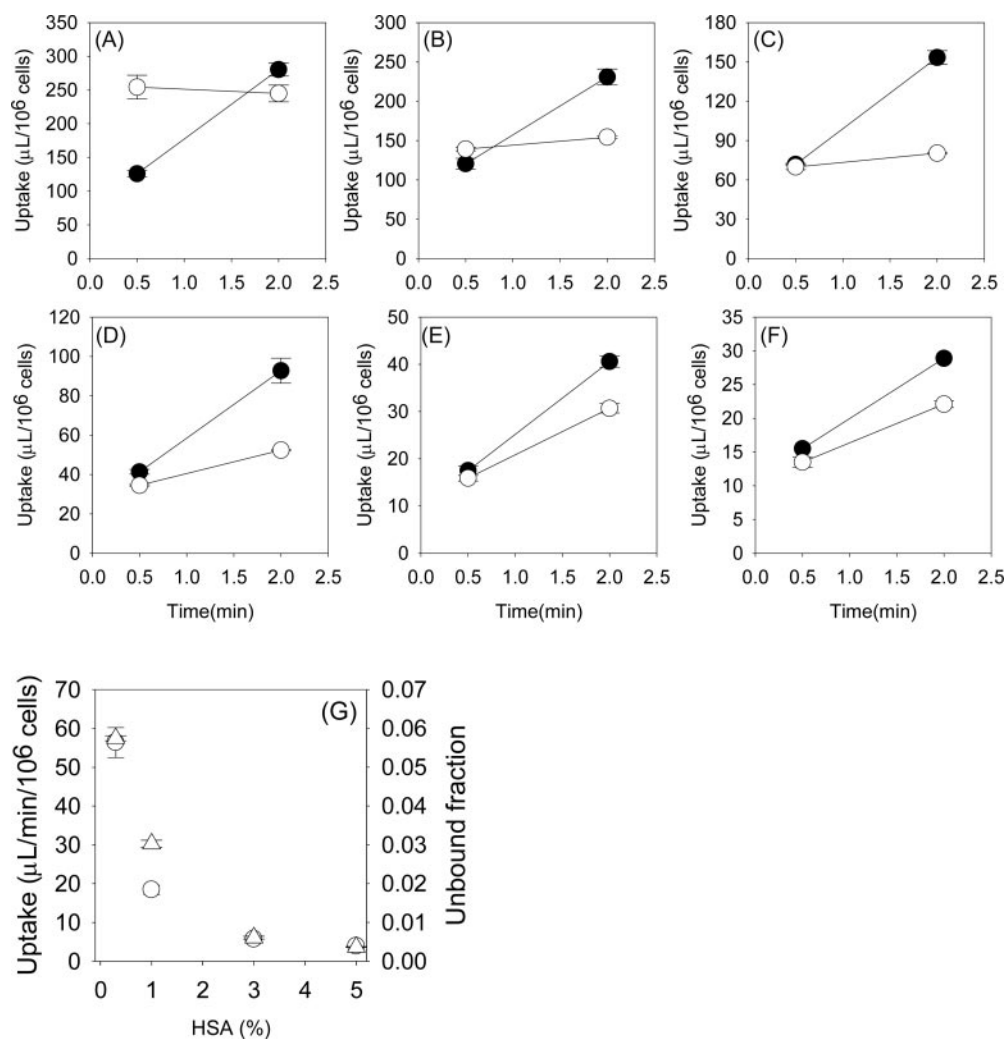 (A)
Uptake (μL/10⁶ cells)
350
300
250
200
150
100
50
0
0.0 0.5 1.0 1.5 2.0 2.5
(B)
Uptake (μL/10⁶ cells)
300
250
200
150
100
50
0
0.0 0.5 1.0 1.5 2.0 2.5
(C)
Uptake (μL/10⁶ cells)
180
150
120
90
60
30
0
0.0 0.5 1.0 1.5 2.0 2.5
(D)
Uptake (μL/10⁶ cells)
120
100
80
60
40
20
0
0.0 0.5 1.0 1.5 2.0 2.5
Time(min)
(E)
Uptake (μL/10⁶ cells)
50
40
30
20
10
0
0.0 0.5 1.0 1.5 2.0 2.5
Time(min)
(F)
Uptake (μL/10⁶ cells)
35
30
25
20
15
10
5
0
0.0 0.5 1.0 1.5 2.0 2.5
Time(min)
(G)
Uptake (μL/min/10⁶ cells)
70
60
50
40
30
20
10
0
0 1 2 3 4 5
HSA (%)
0.07
0.06
0.05
0.04
0.03
0.02
0.01
0.00
Unbound fraction